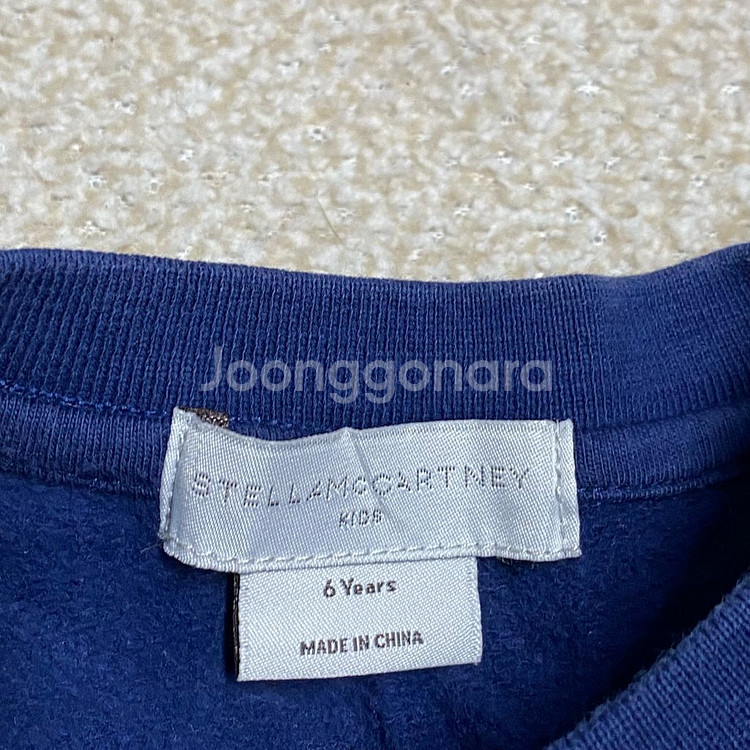 Joonggonara
STELLAMcCARTNEY
KIDS
6 Years
MADE IN CHINA